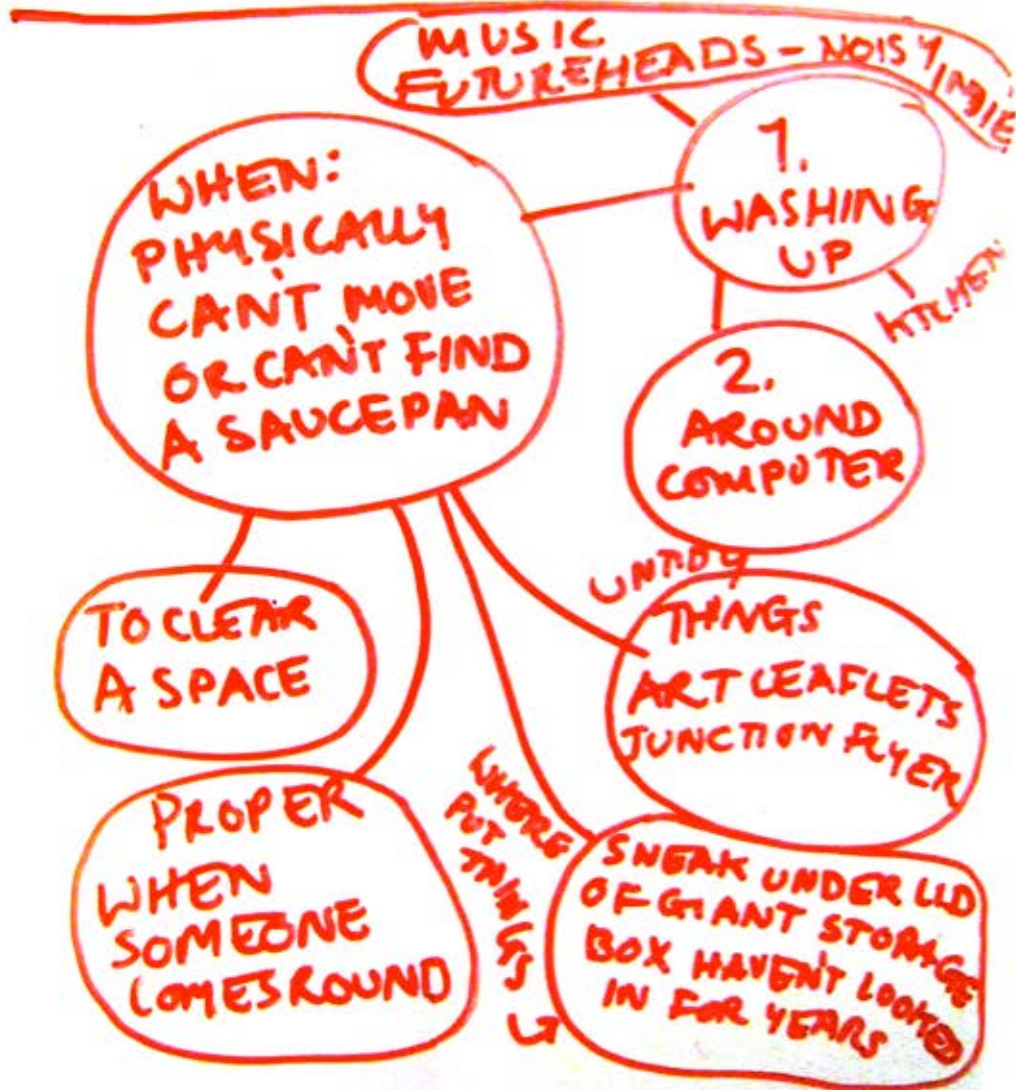 MUSIC
FUTUREHEADS - NOISY INDIE
WHEN:
PHYSICALLY
CAN'T MOVE
OR CAN'T FIND
A SAUCEPAN
1.
WASHING
UP
KITCHEN
2.
AROUND
COMPUTER
UNTIDY
THINGS
ART LEAFLETS
JUNCTION FLYER
TO CLEAR
A SPACE
PROPER
WHEN
SOMEONE
COMES ROUND
WHERE
PUT
THINGS
SNEAK UNDER LID
OF GIANT STORAGE
BOX HAVEN'T LOOKED
IN FOR YEARS